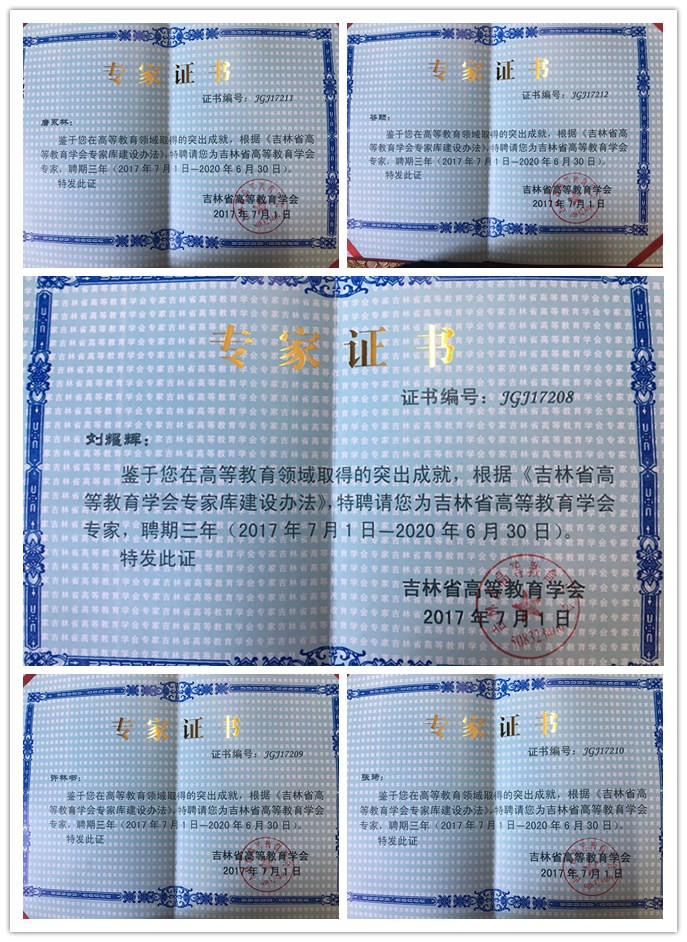 专家证书
证书编号：JGJ17211
唐永林：
鉴于您在高等教育领域取得的突出成就，根据《吉林省高
等教育学会专家库建设办法》，特聘请您为吉林省高等教育学会
专家，聘期三年（2017年7月1日—2020年6月30日）。
特发此证
吉林省高等教育学会
2017年7月1日
专家证书
证书编号：JGJ17212
鉴于您在高等教育领域取得的突出成就，根据《吉林省高
等教育学会专家库建设办法》，特聘请您为吉林省高等教育学会
专家，聘期三年（2017年7月1日—2020年6月30日）。
特发此证
吉林省高等教育学会
2017年7月1日
专家证书
证书编号：JGJ17208
刘耀辉：
鉴于您在高等教育领域取得的突出成就，根据《吉林省高
等教育学会专家库建设办法》，特聘请您为吉林省高等教育学会
专家，聘期三年（2017年7月1日—2020年6月30日）。
特发此证
吉林省高等教育学会
2017年7月1日
专家证书
证书编号：JGJ17209
许林明：
鉴于您在高等教育领域取得的突出成就，根据《吉林省高
等教育学会专家库建设办法》，特聘请您为吉林省高等教育学会
专家，聘期三年（2017年7月1日—2020年6月30日）。
特发此证
吉林省高等教育学会
2017年7月1日
专家证书
证书编号：JGJ17210
张琦：
鉴于您在高等教育领域取得的突出成就，根据《吉林省高
等教育学会专家库建设办法》，特聘请您为吉林省高等教育学会
专家，聘期三年（2017年7月1日—2020年6月30日）。
特发此证
吉林省高等教育学会
2017年7月1日